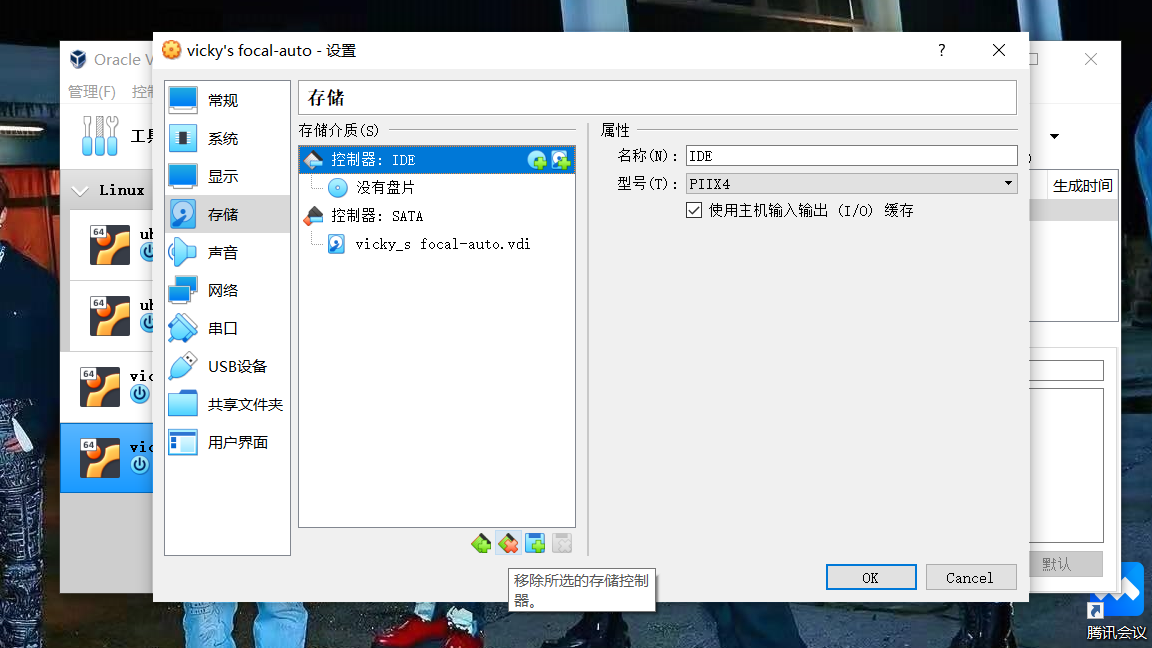 vicky's focal-auto - 设置
?
Oracle V
管理(F) 控制
工具
Linux
64
ub
64
ub
64
vic
64
vic
常规
系统
显示
存储
声音
网络
串口
USB设备
共享文件夹
用户界面
存储
存储介质(S)
控制器: IDE
没有盘片
控制器: SATA
vicky_s focal-auto.vdi
属性
名称(N): IDE
型号(T): PIIX4
使用主机输入输出 (I/O) 缓存
移除所选的存储控制
器。
OK
Cancel
生成时间
默认
腾讯会议